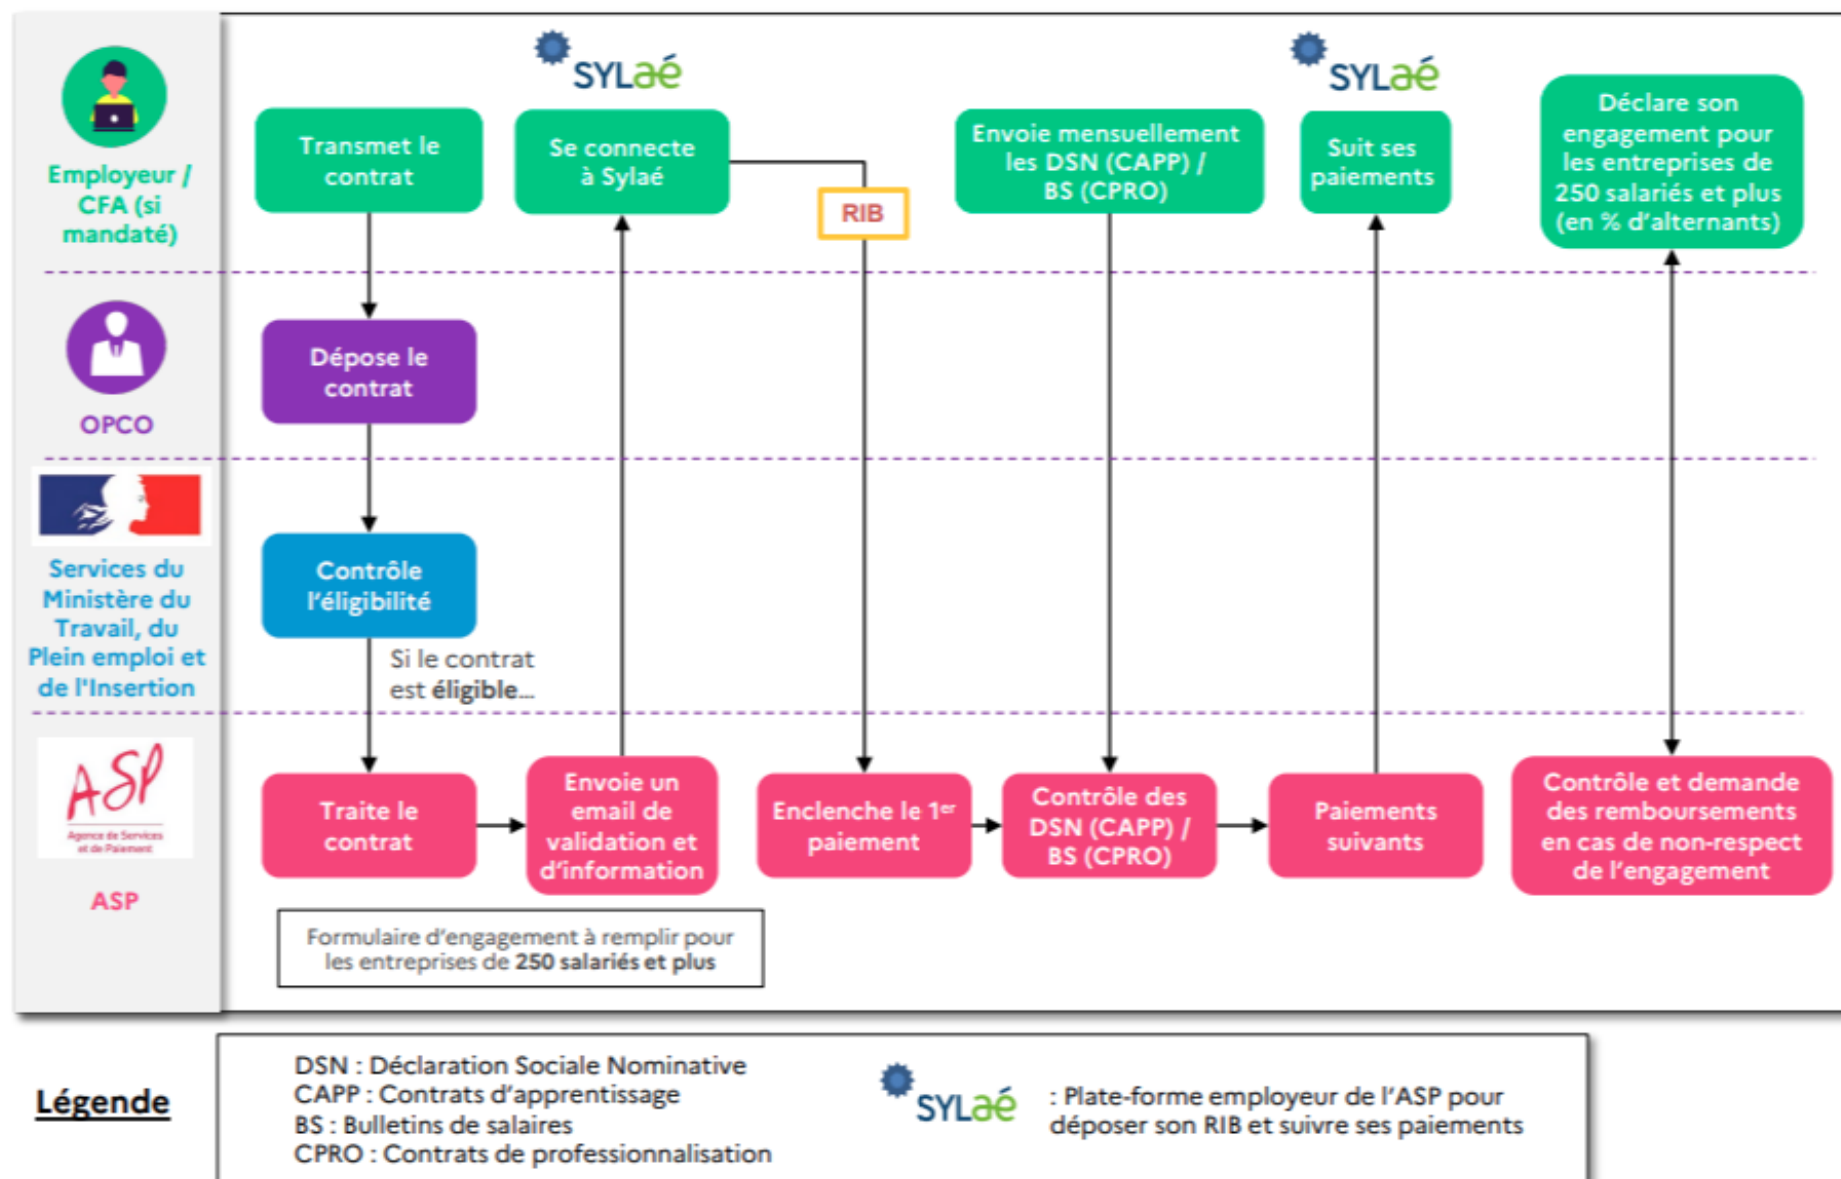 SYLaé
SYLaé
Employeur /
CFA (si
mandaté)
Transmet le
contrat
Se connecte
à Sylaé
RIB
Envoie mensuellement
les DSN (CAPP) /
BS (CPRO)
Suit ses
paiements
Déclare son
engagement pour
les entreprises de
250 salariés et plus
(en % d'alternants)
OPCO
Dépose le
contrat
Services du
Ministère du
Travail, du
Plein emploi et
de l'Insertion
Contrôle
l'éligibilité
Si le contrat
est éligible...
ASP
Agence de Services
et de Paiement
ASP
Traite le
contrat
Envoie un
email de
validation et
d'information
Enclenche le 1er
paiement
Contrôle des
DSN (CAPP) /
BS (CPRO)
Paiements
suivants
Contrôle et demande
des remboursements
en cas de non-respect
de l'engagement
Formulaire d'engagement à remplir pour
les entreprises de 250 salariés et plus
Légende
DSN : Déclaration Sociale Nominative
CAPP : Contrats d'apprentissage
BS : Bulletins de salaires
CPRO : Contrats de professionnalisation
SYLaé
: Plate-forme employeur de l'ASP pour
déposer son RIB et suivre ses paiements